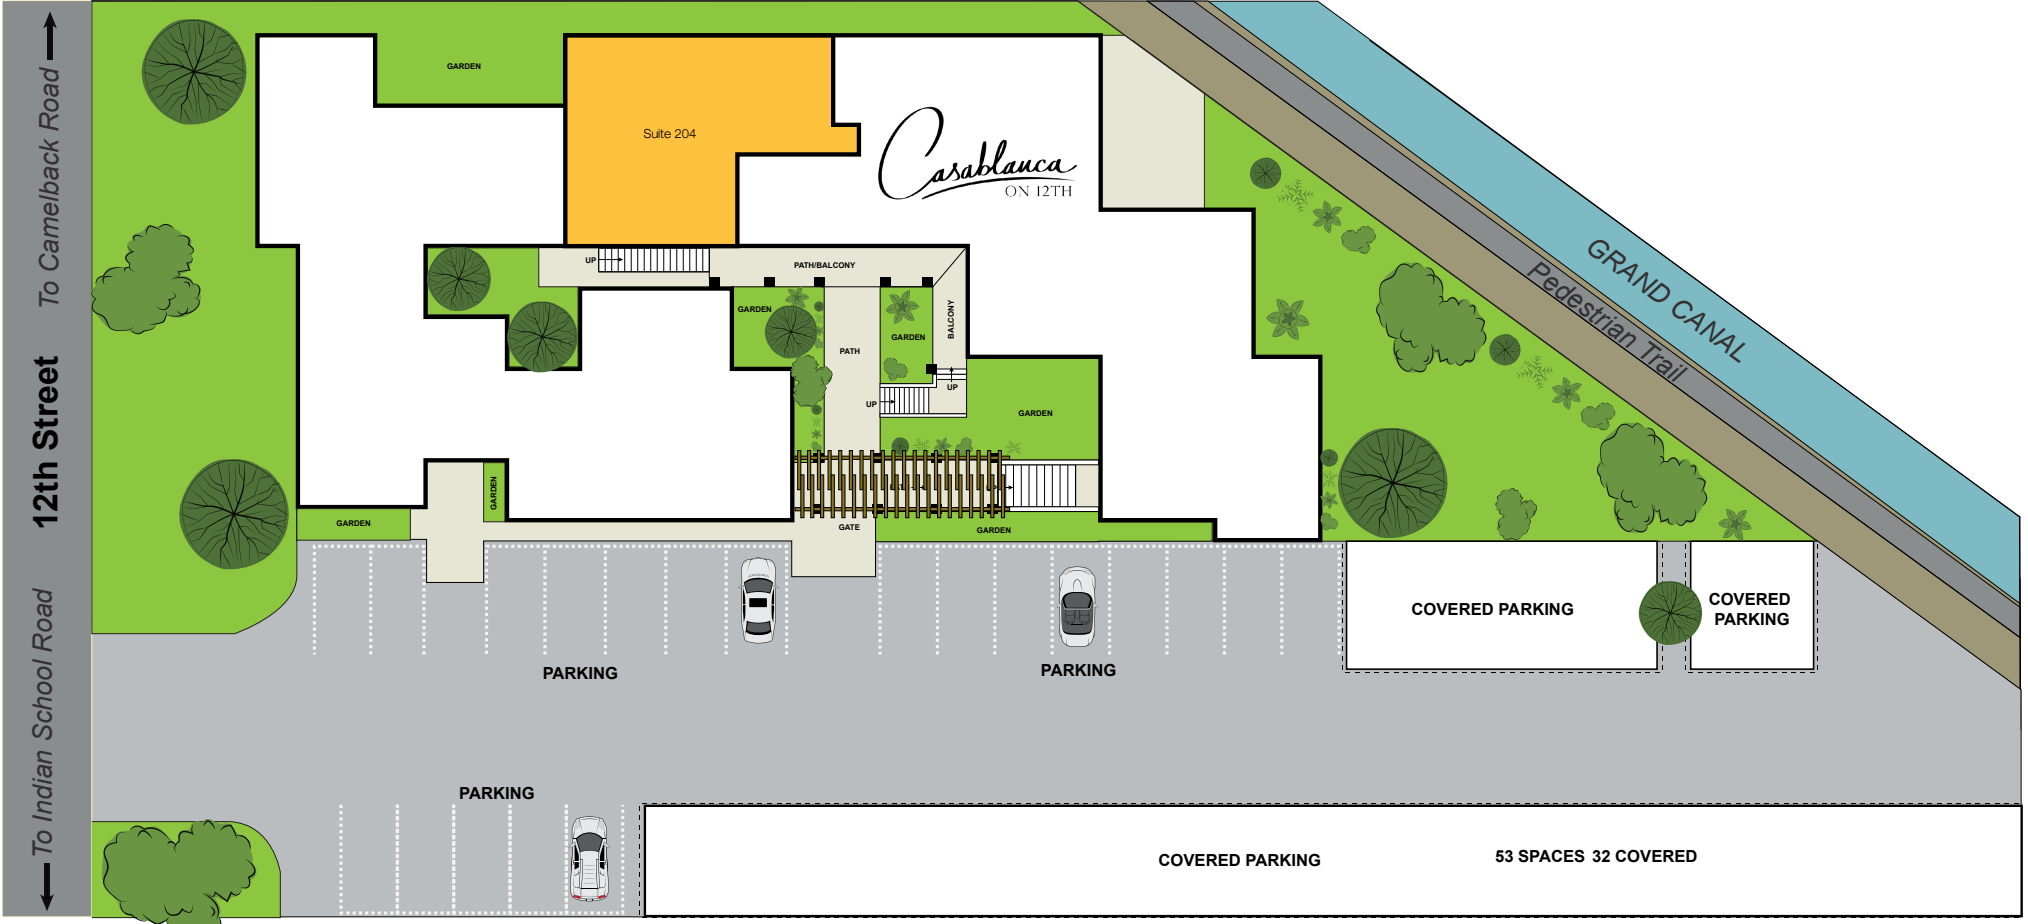 To Camelback Road
12th Street
To Indian School Road
GARDEN
Suite 204
Casablanca
ON 12TH
UP
PATH/BALCONY
GARDEN
GARDEN
BALCONY
PATH
UP
UP
GARDEN
GARDEN
GARDEN
GATE
GARDEN
GRAND CANAL
Pedestrian Trail
COVERED PARKING
COVERED
PARKING
PARKING
PARKING
PARKING
COVERED PARKING
53 SPACES 32 COVERED